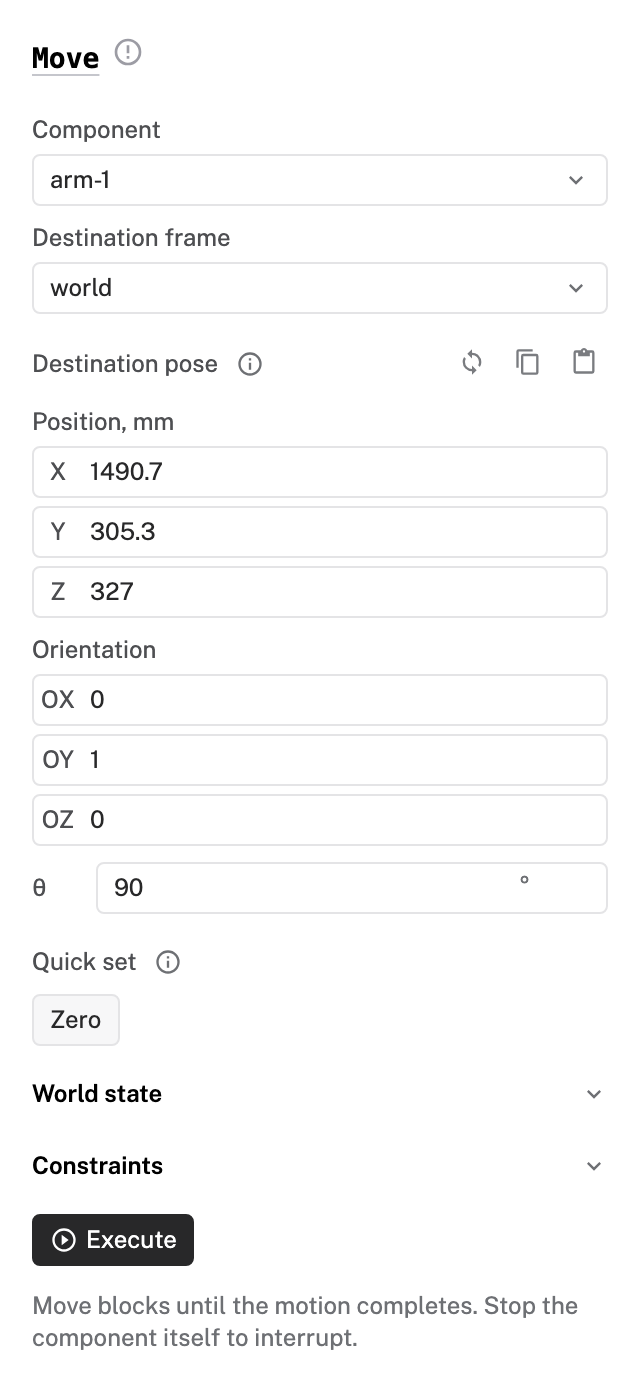 Move
Component
arm-1
Destination frame
world
Destination pose
Position, mm
X 1490.7
Y 305.3
Z 327
Orientation
OX 0
OY 1
OZ 0
θ 90 °
Quick set
Zero
World state
Constraints
Execute
Move blocks until the motion completes. Stop the
component itself to interrupt.